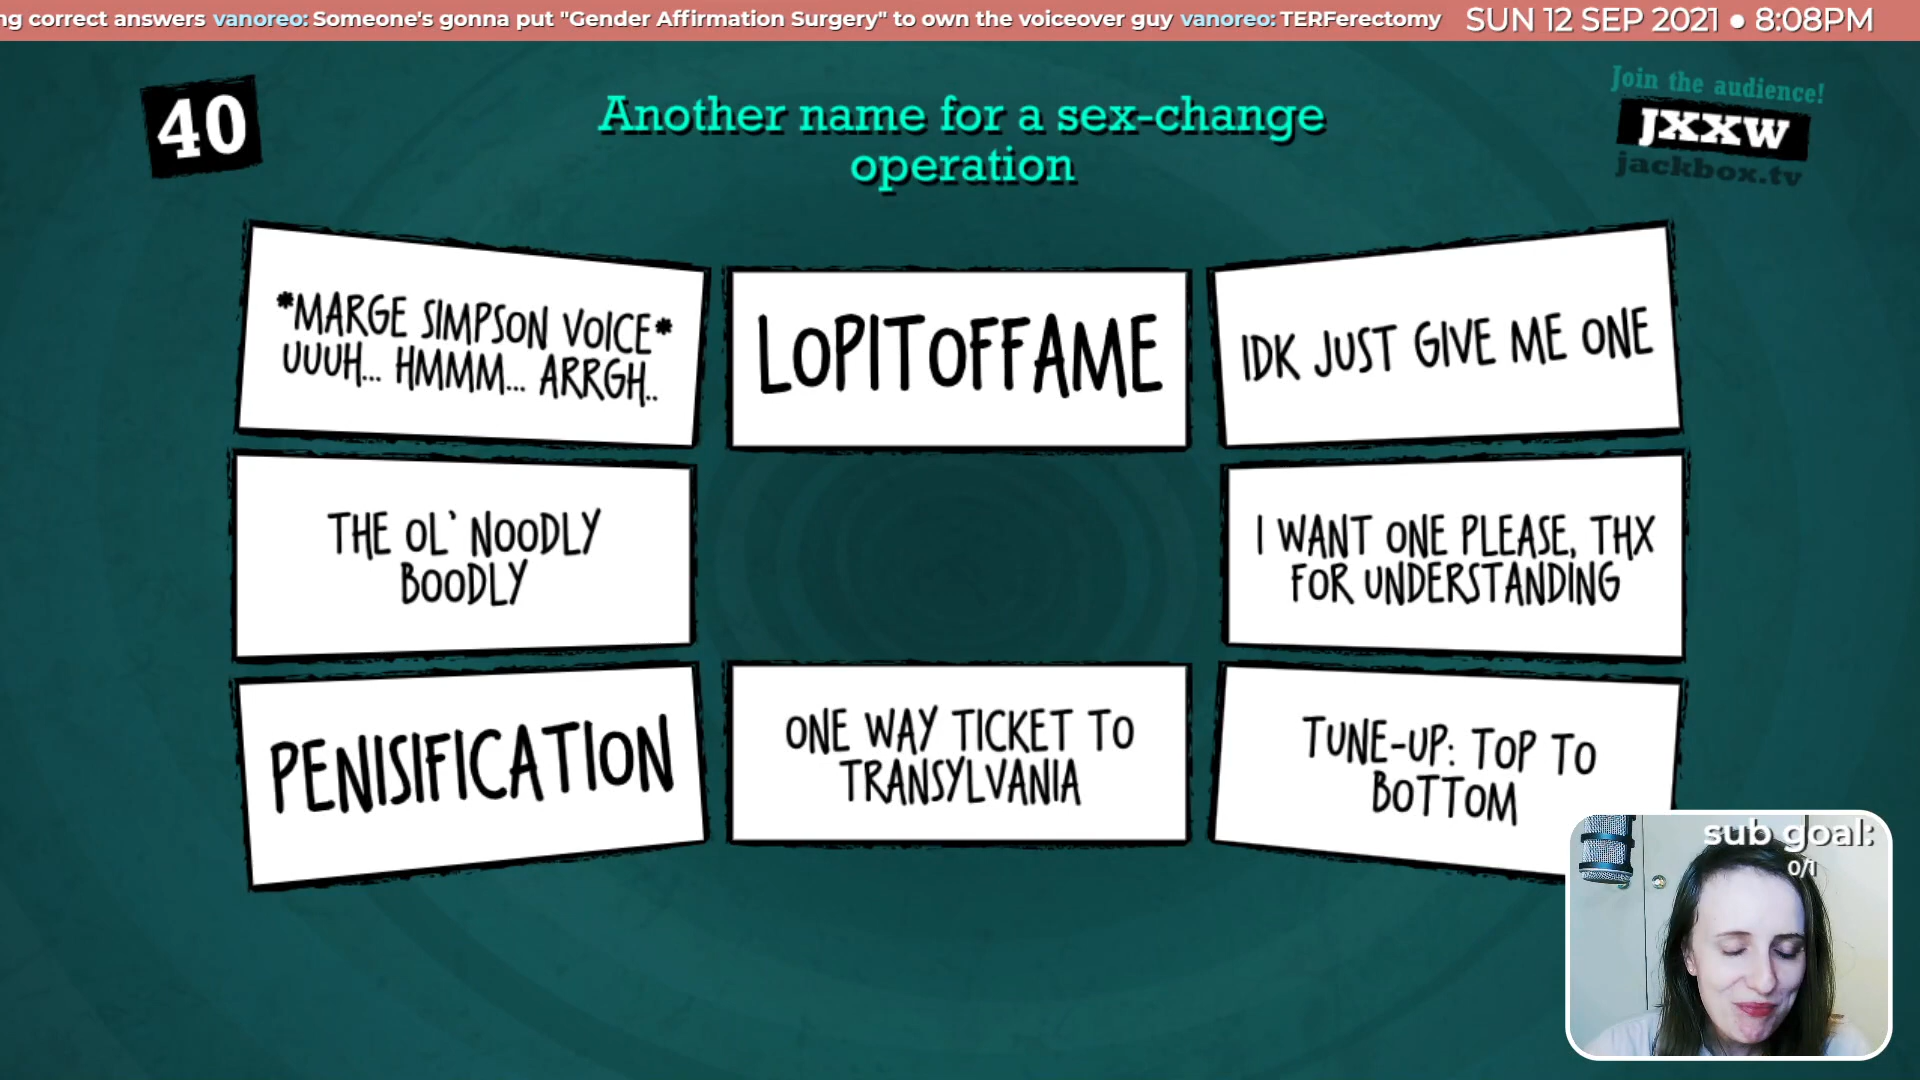 ng correct answers vanoreo: Someone's gonna put "Gender Affirmation Surgery" to own the voiceover guy vanoreo: TERFerectomy
SUN 12 SEP 2021 ● 8:08PM
40
Another name for a sex-change
operation
Join the audience!
JXXW
jackbox.tv
*MARGE SIMPSON VOICE*
UUUH... HMMM... ARRGH..
LOPITOFFAME
IDK JUST GIVE ME ONE
THE OL' NOODLY
BOODLY
I WANT ONE PLEASE, THX
FOR UNDERSTANDING
PENISIFICATION
ONE WAY TICKET TO
TRANSYLVANIA
TUNE-UP: TOP TO
BOTTOM
sub goal:
0/1